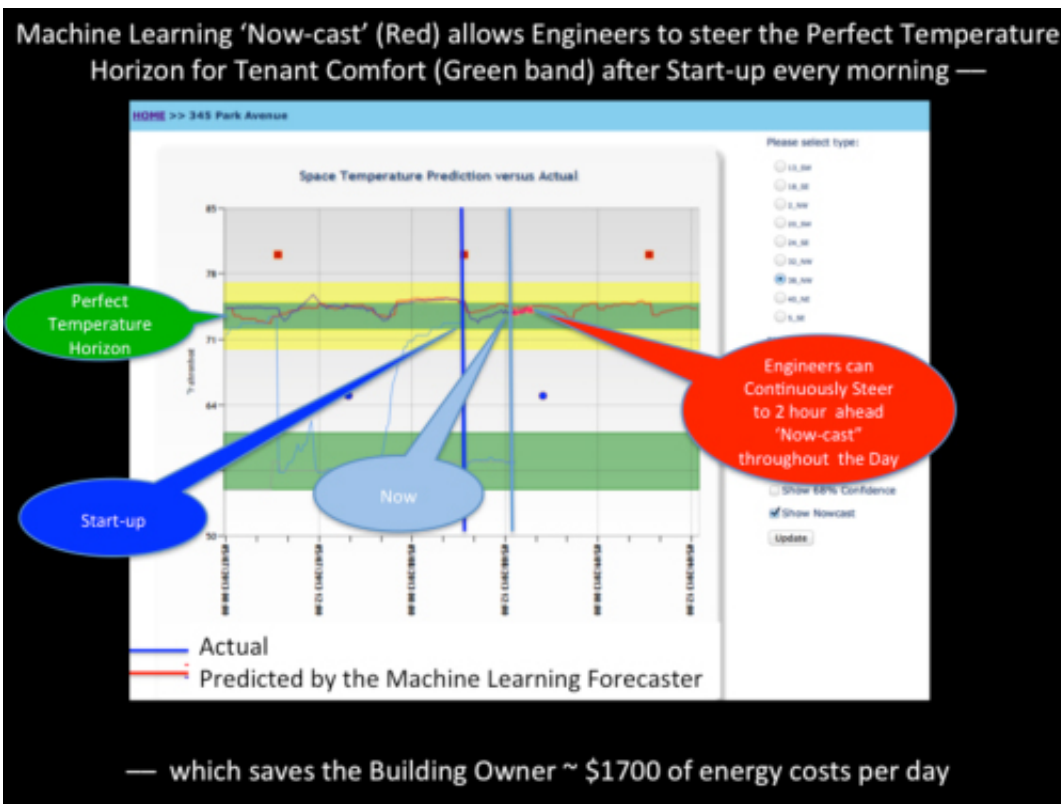 Machine Learning ‘Now-cast’ (Red) allows Engineers to steer the Perfect Temperature
Horizon for Tenant Comfort (Green band) after Start-up every morning —
HOME >> 345 Park Avenue
Please select type:
Space Temperature Prediction versus Actual
85
78
71
64
50
38_NW
Perfect
Temperature
Horizon
Engineers can
Continuously Steer
to 2 hour ahead
‘Now-cast”
throughout the Day
Now
Start-up
Show 68% Confidence
Show Nowcast
Update
Actual
Predicted by the Machine Learning Forecaster
— which saves the Building Owner ~ $1700 of energy costs per day